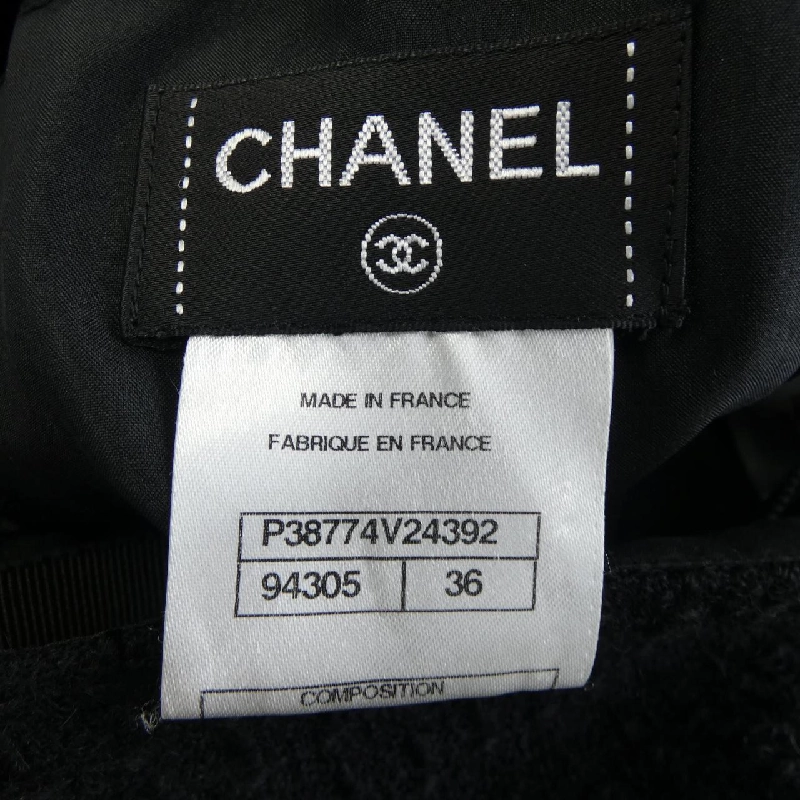 CHANEL
MADE IN FRANCE
FABRIQUE EN FRANCE
P38774V24392
94305 36
COMPOSITION